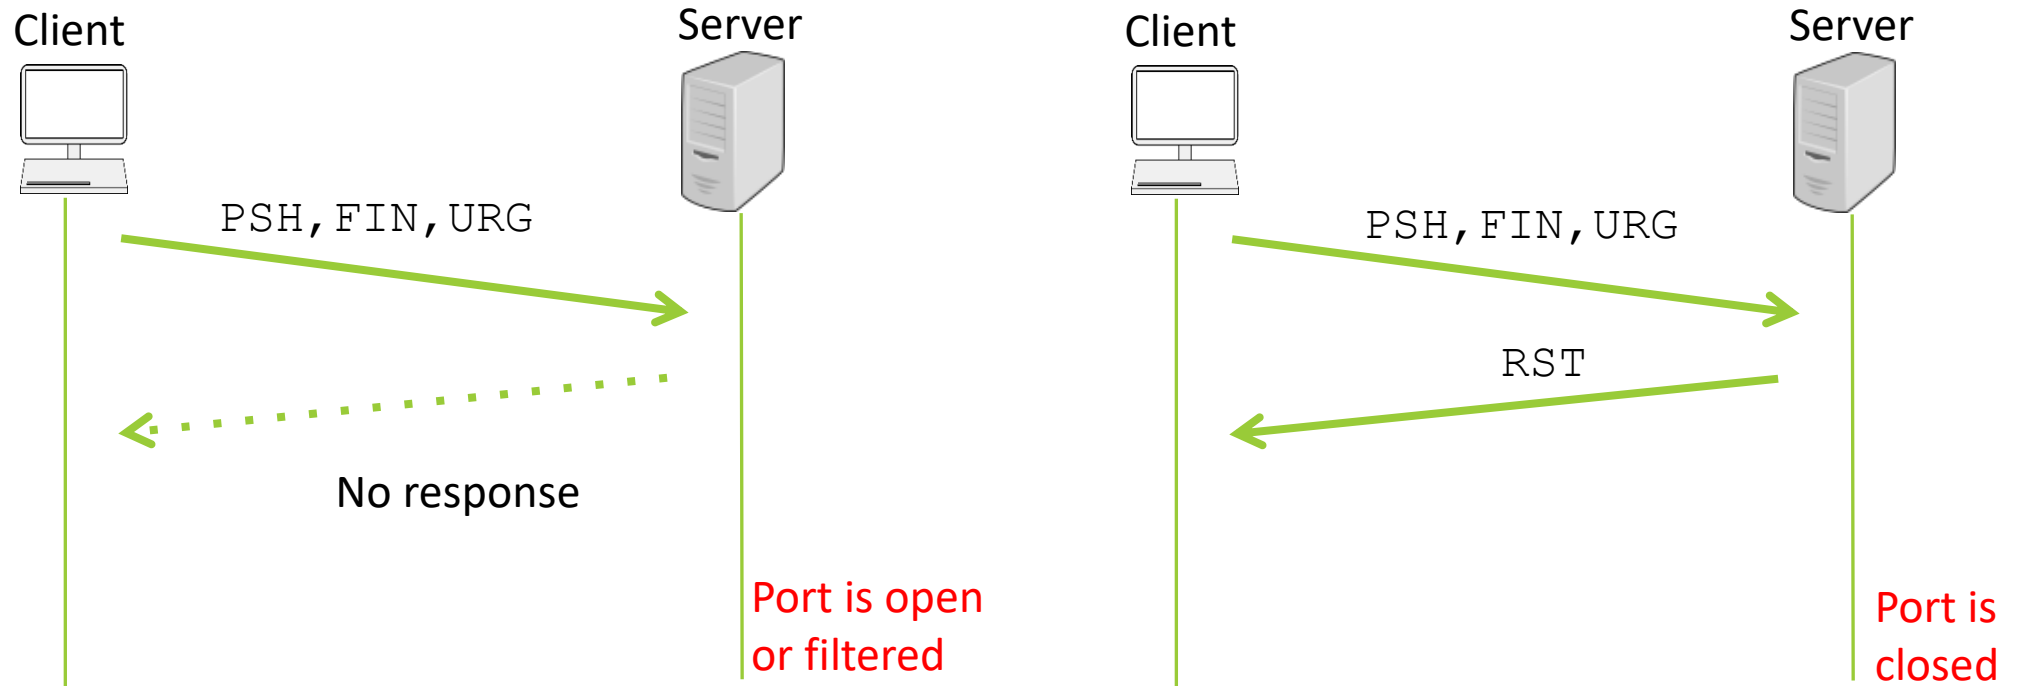 Client
Server
PSH,FIN,URG
No response
Port is open
or filtered
Client
Server
PSH,FIN,URG
RST
Port is
closed